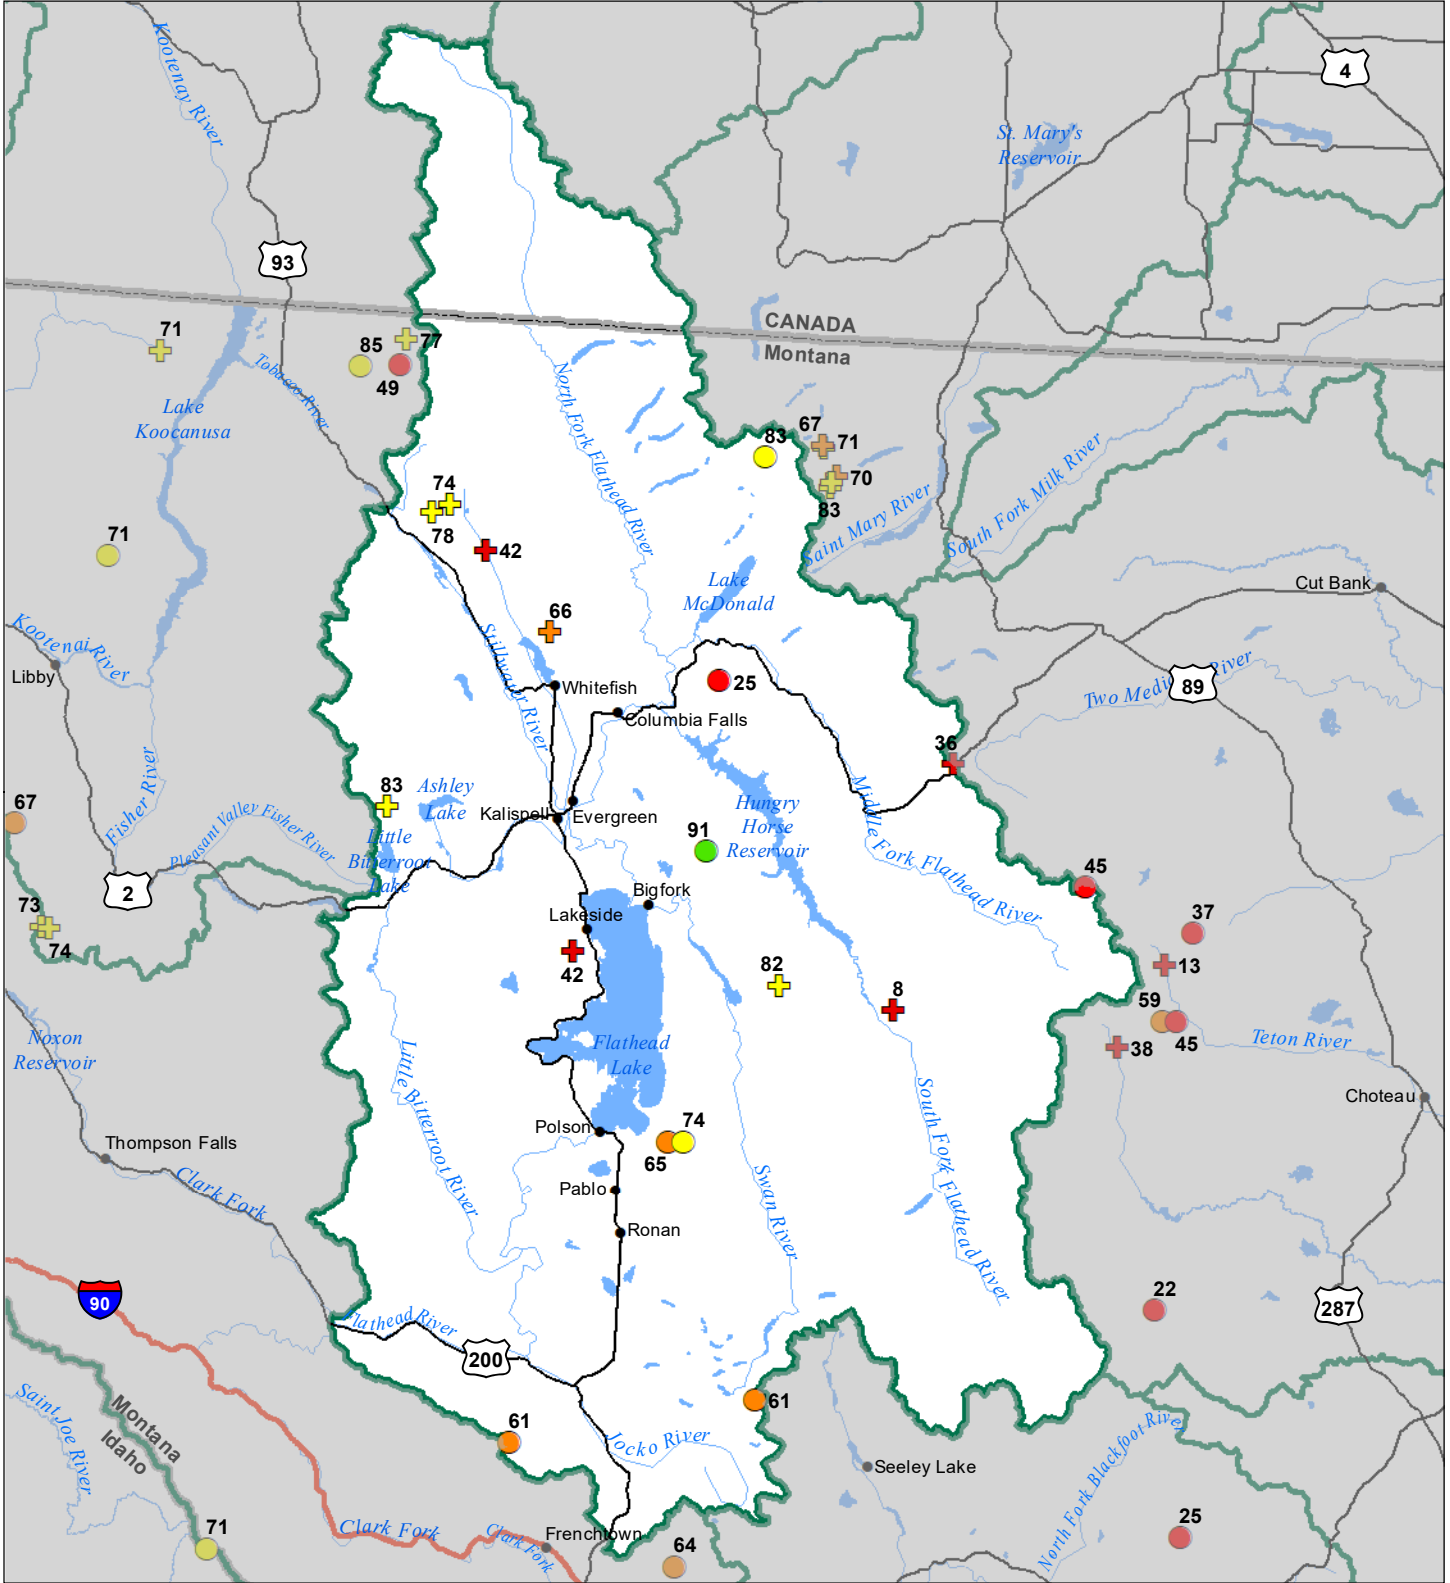 Kootenay River
4
St. Mary's
Reservoir
93
CANADA
Montana
71
85
77
49
Tobacco River
Lake
Koocanusa
North Fork Flathead River
83
67
71
70
83
Saint Mary River
South Fork Milk River
74
78
42
71
Lake
McDonald
Cut Bank
66
Kootenai River
Libby
Stillwater River
Whitefish
25
Columbia Falls
Two Medic
River
89
36
Fisher River
83
Ashley
Lake
Kalispell
Evergreen
Hungry
Horse
Reservoir
67
Pleasant Valley Fisher River
Little
Bitterroot
Lake
91
Middle Fork Flathead River
2
Bigfork
45
73
74
Lakeside
37
42
82
13
8
59
45
38
Noxon
Reservoir
Flathead
Lake
Teton River
Little Bitterroot River
South Fork Flathead River
Choteau
Thompson Falls
Polson
74
65
Clark Fork
Swan River
Pablo
Ronan
90
22
287
Flathead River
200
Saint Joe River
Montana
Idaho
61
61
Jocko River
North Fork Blackfoot River
Seeley Lake
71
Clark Fork
Clark Fork
Frenchtown
64
25